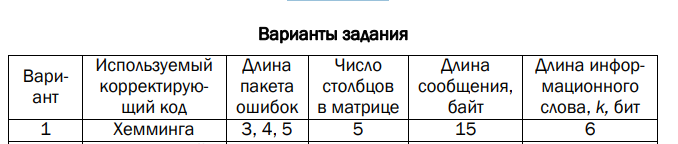 Варианты задания
Вари-
ант
Используемый
корректирую-
щий код
Длина
пакета
ошибок
Число
столбцов
в матрице
Длина
сообщения,
байт
Длина инфор-
мационного
слова, k, бит
1
Хемминга
3, 4, 5
5
15
6